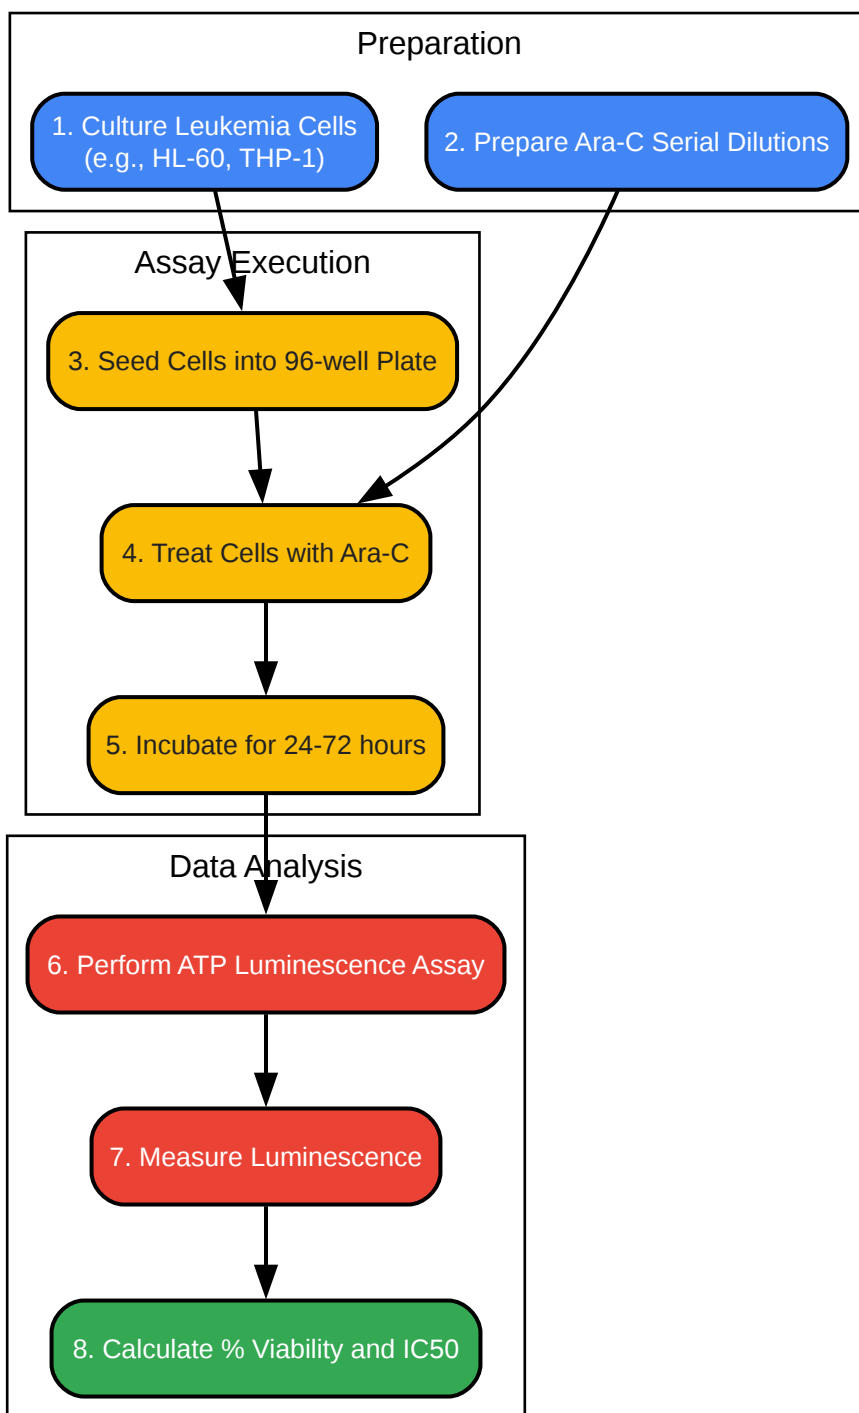 Preparation
1. Culture Leukemia Cells
(e.g., HL-60, THP-1)
2. Prepare Ara-C Serial Dilutions
Assay Execution
3. Seed Cells into 96-well Plate
4. Treat Cells with Ara-C
5. Incubate for 24-72 hours
Data Analysis
6. Perform ATP Luminescence Assay
7. Measure Luminescence
8. Calculate % Viability and IC50